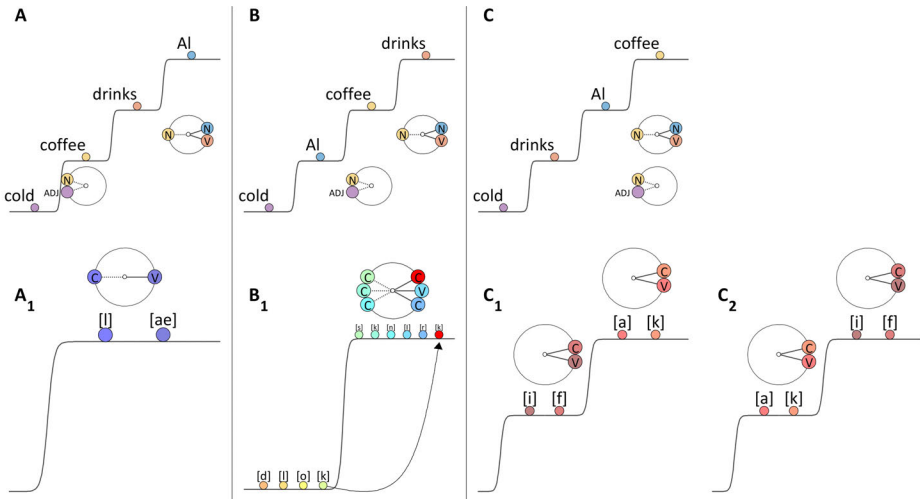 A
Al
drinks
coffee
N
N
V
N
ADJ
cold
B
drinks
coffee
Al
N
N
V
N
ADJ
cold
C
coffee
Al
drinks
N
N
V
N
ADJ
cold
A1
C
V
[l] [ae]
B1
C C
C V
C C
[s] [k] [n] [l] [r] [k]
[d] [l] [o] [k]
C1
C
V
[a] [k]
C
V
[i] [f]
C2
C
V
[i] [f]
C
V
[a] [k]